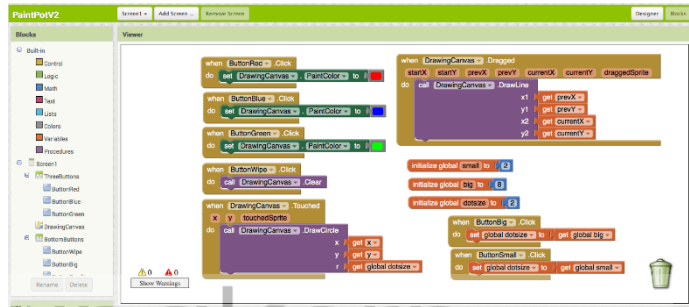 PaintPotV2
Screen1
Add Screen ...
Remove Screen
Designer
Blocks
Blocks
Viewer
Built-in
Control
Logic
Math
Text
Lists
Colors
Variables
Procedures
Screen1
ThreeButtons
ButtonRed
ButtonBlue
ButtonGreen
DrawingCanvas
BottomButtons
ButtonWipe
ButtonBig
Rename
Delete
when ButtonRed .Click
do set DrawingCanvas . PaintColor to
when ButtonBlue .Click
do set DrawingCanvas . PaintColor to
when ButtonGreen .Click
do set DrawingCanvas . PaintColor to
when ButtonWipe .Click
do call DrawingCanvas .Clear
when DrawingCanvas .Touched
x y touchedSprite
do call DrawingCanvas .DrawCircle
x get x
y get y
r get global dotsize
0 0
Show Warnings
when DrawingCanvas .Dragged
startX startY prevX prevY currentX currentY draggedSprite
do call DrawingCanvas .DrawLine
x1 get prevX
y1 get prevY
x2 get currentX
y2 get currentY
initialize global small to 2
initialize global big to 8
initialize global dotsize to 2
when ButtonBig .Click
do set global dotsize to get global big
when ButtonSmall .Click
do set global dotsize to get global small